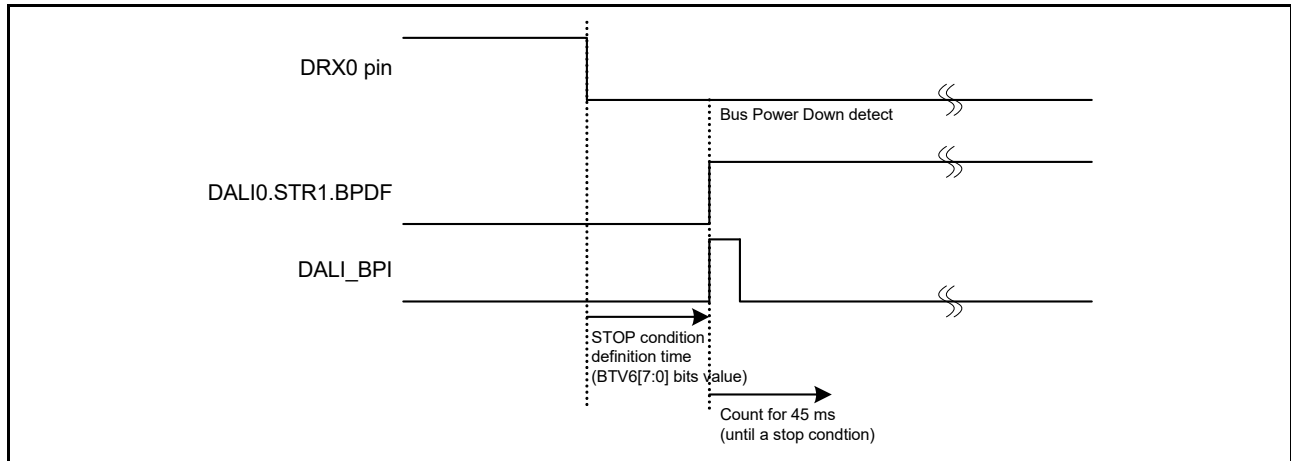 DRX0 pin
Bus Power Down detect
DALI0.STR1.BPDF
DALI_BPI
STOP condition
definition time
(BTV6[7:0] bits value)
Count for 45 ms
(until a stop condtion)